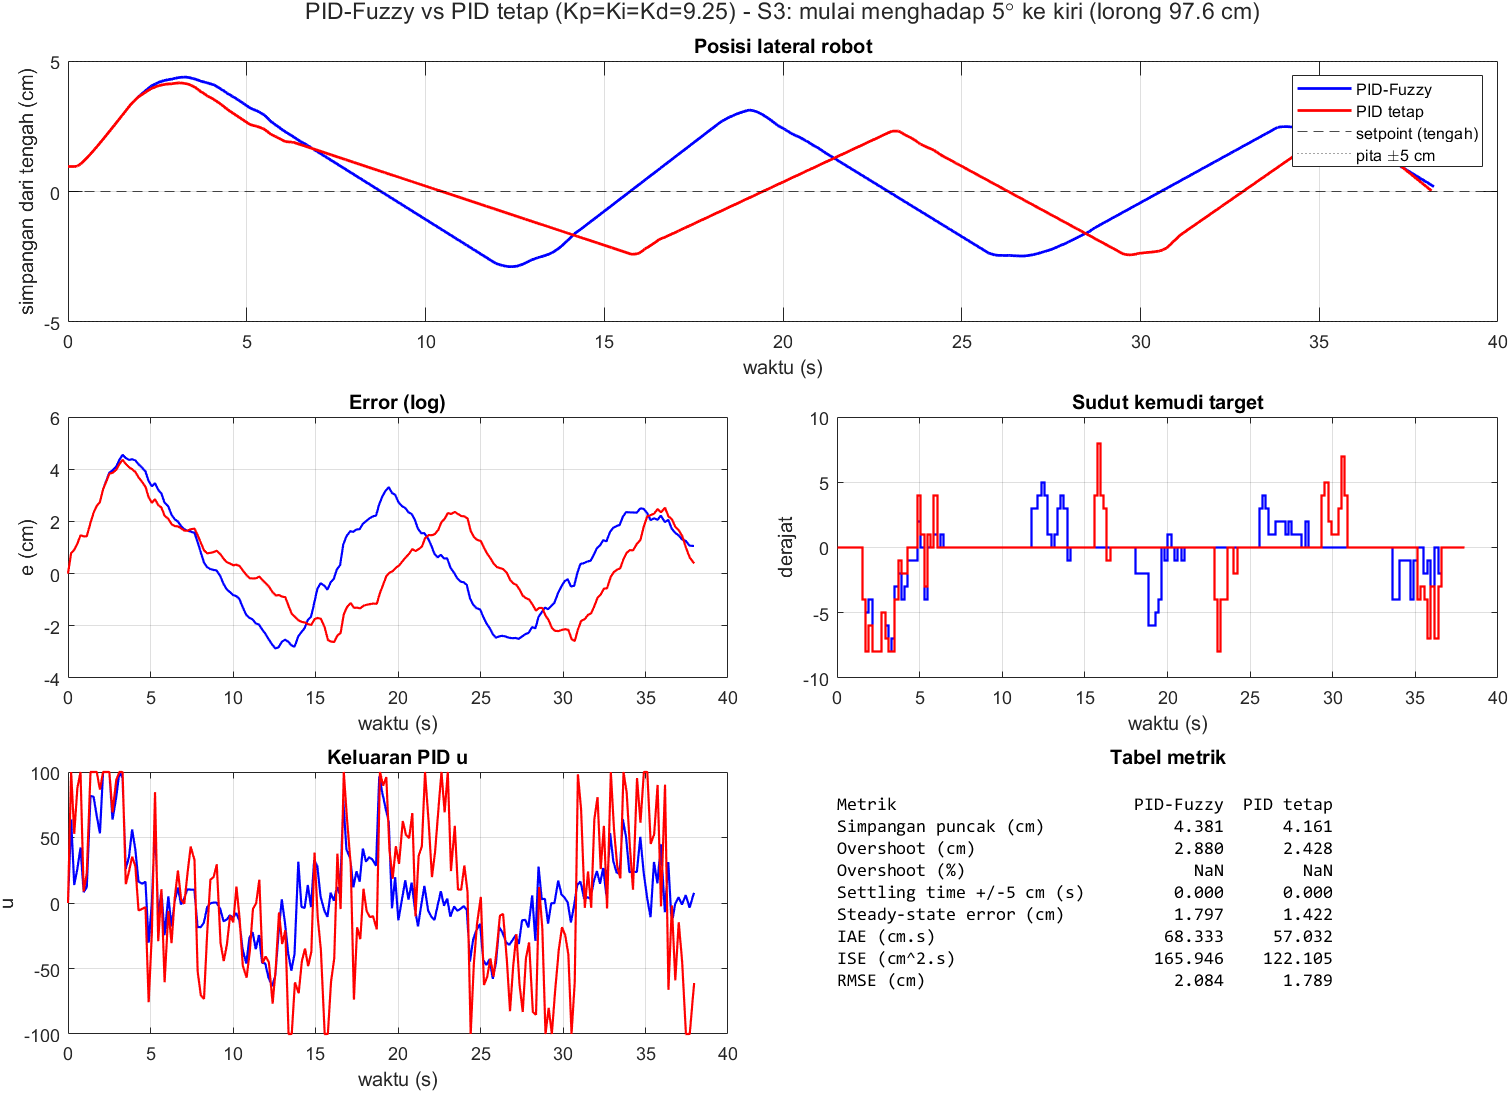 PID-Fuzzy vs PID tetap (Kp=Ki=Kd=9.25) - S3: mulai menghadap 5° ke kiri (lorong 97.6 cm)
Posisi lateral robot
simpangan dari tengah (cm)
5
0
-5
0 5 10 15 20 25 30 35 40
waktu (s)
PID-Fuzzy
PID tetap
setpoint (tengah)
pita ±5 cm
Error (log)
e (cm)
6
4
2
0
-2
-4
0 5 10 15 20 25 30 35 40
waktu (s)
Sudut kemudi target
derajat
10
5
0
-5
-10
0 5 10 15 20 25 30 35 40
waktu (s)
Keluaran PID u
u
100
50
0
-50
-100
0 5 10 15 20 25 30 35 40
waktu (s)
Tabel metrik
Metrik PID-Fuzzy PID tetap
Simpangan puncak (cm) 4.381 4.161
Overshoot (cm) 2.880 2.428
Overshoot (%) NaN NaN
Settling time +/-5 cm (s) 0.000 0.000
Steady-state error (cm) 1.797 1.422
IAE (cm.s) 68.333 57.032
ISE (cm^2.s) 165.946 122.105
RMSE (cm) 2.084 1.789